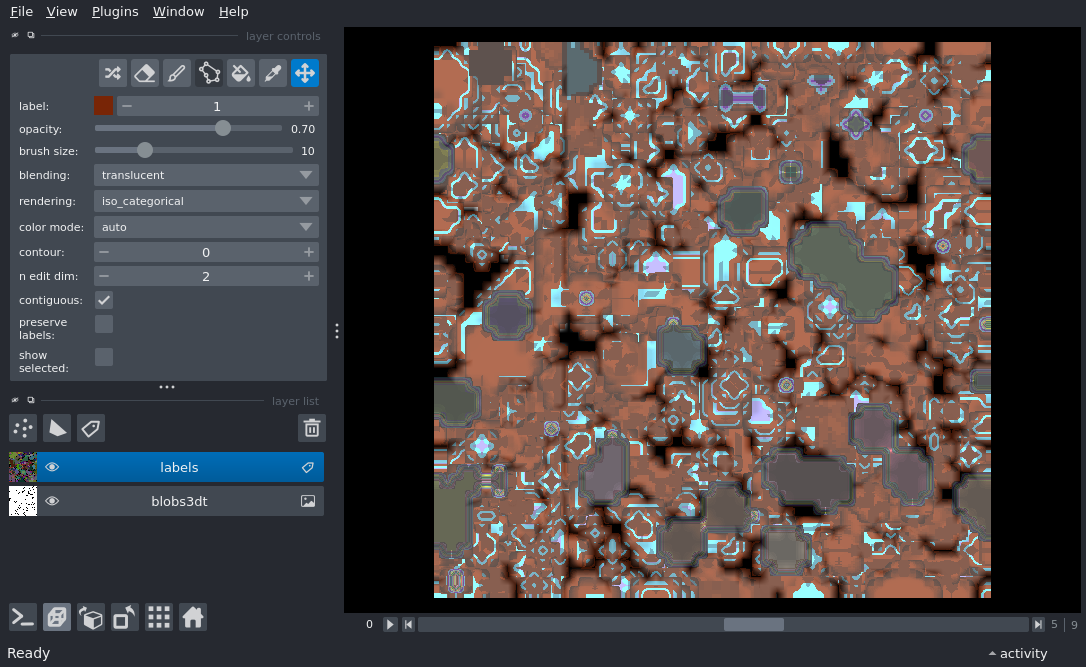 File View Plugins Window Help
layer controls
label: 1
opacity: 0.70
brush size: 10
blending: translucent
rendering: iso_categorical
color mode: auto
contour: 0
n edit dim: 2
contiguous:
preserve
labels:
show
selected:
layer list
labels
blobs3dt
0 5 | 9
Ready activity